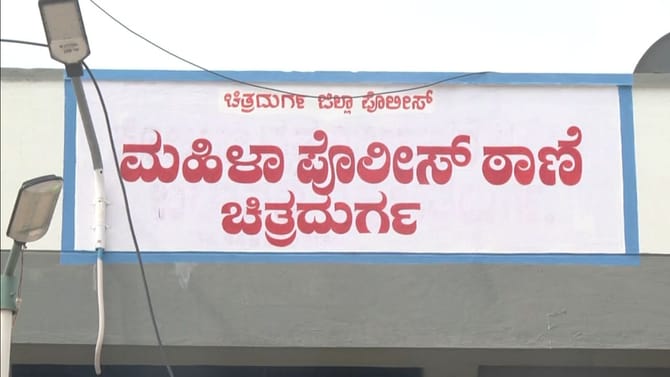 ಚಿತ್ರದುರ್ಗ ಜಿಲ್ಲಾ ಪೊಲೀಸ್
ಮಹಿಳಾ ಪೊಲೀಸ್ ಠಾಣೆ
ಚಿತ್ರದುರ್ಗ